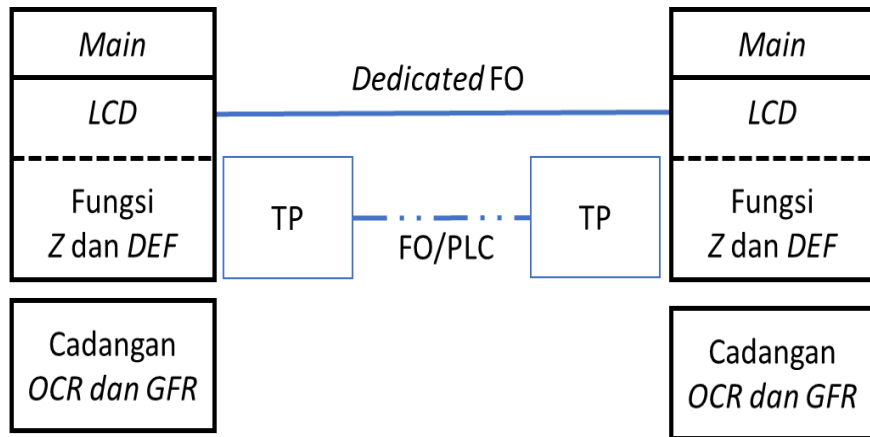 Main
LCD
Fungsi
Z dan DEF
Cadangan
OCR dan GFR
Dedicated FO
TP
FO/PLC
TP
Main
LCD
Fungsi
Z dan DEF
Cadangan
OCR dan GFR